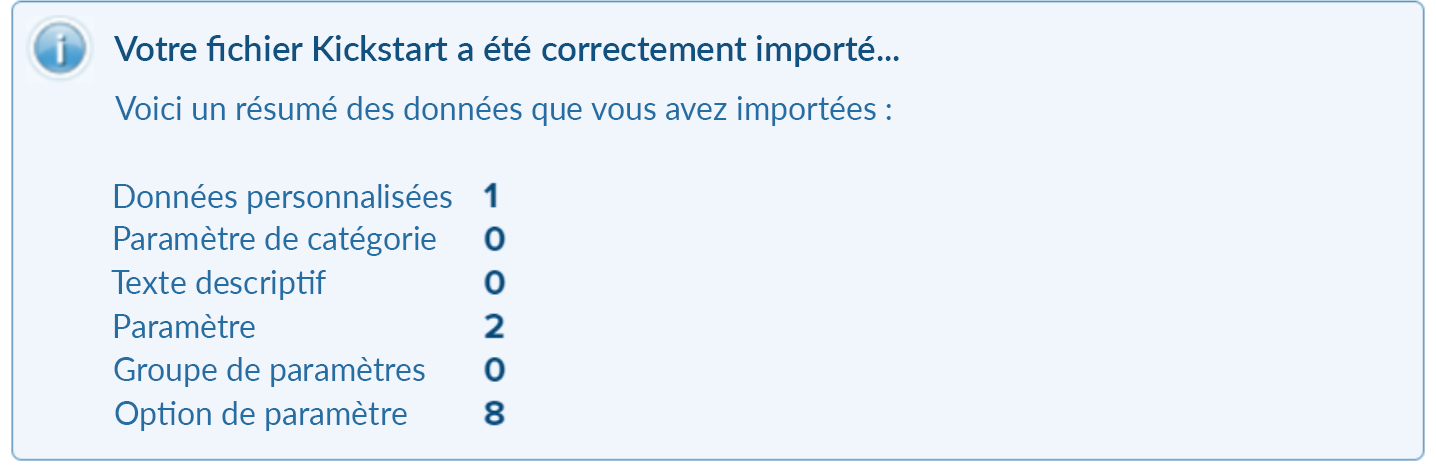 Votre fichier Kickstart a été correctement importé...
Voici un résumé des données que vous avez importées :
Données personnalisées 1
Paramètre de catégorie 0
Texte descriptif 0
Paramètre 2
Groupe de paramètres 0
Option de paramètre 8